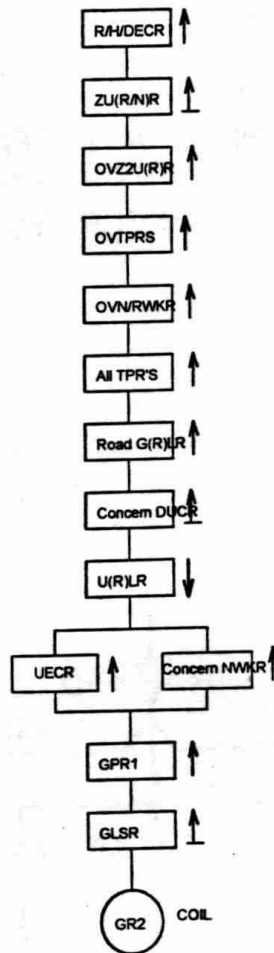 R/H/DECR
ZU(R/N)R
OVZ2U(R)R
OVTPRS
OVN/RWKR
All TPR'S
Road G(R)LR
Concern DUCR
U(R)LR
UECR
Concern NWKR
GPR1
GLSR
GR2 COIL